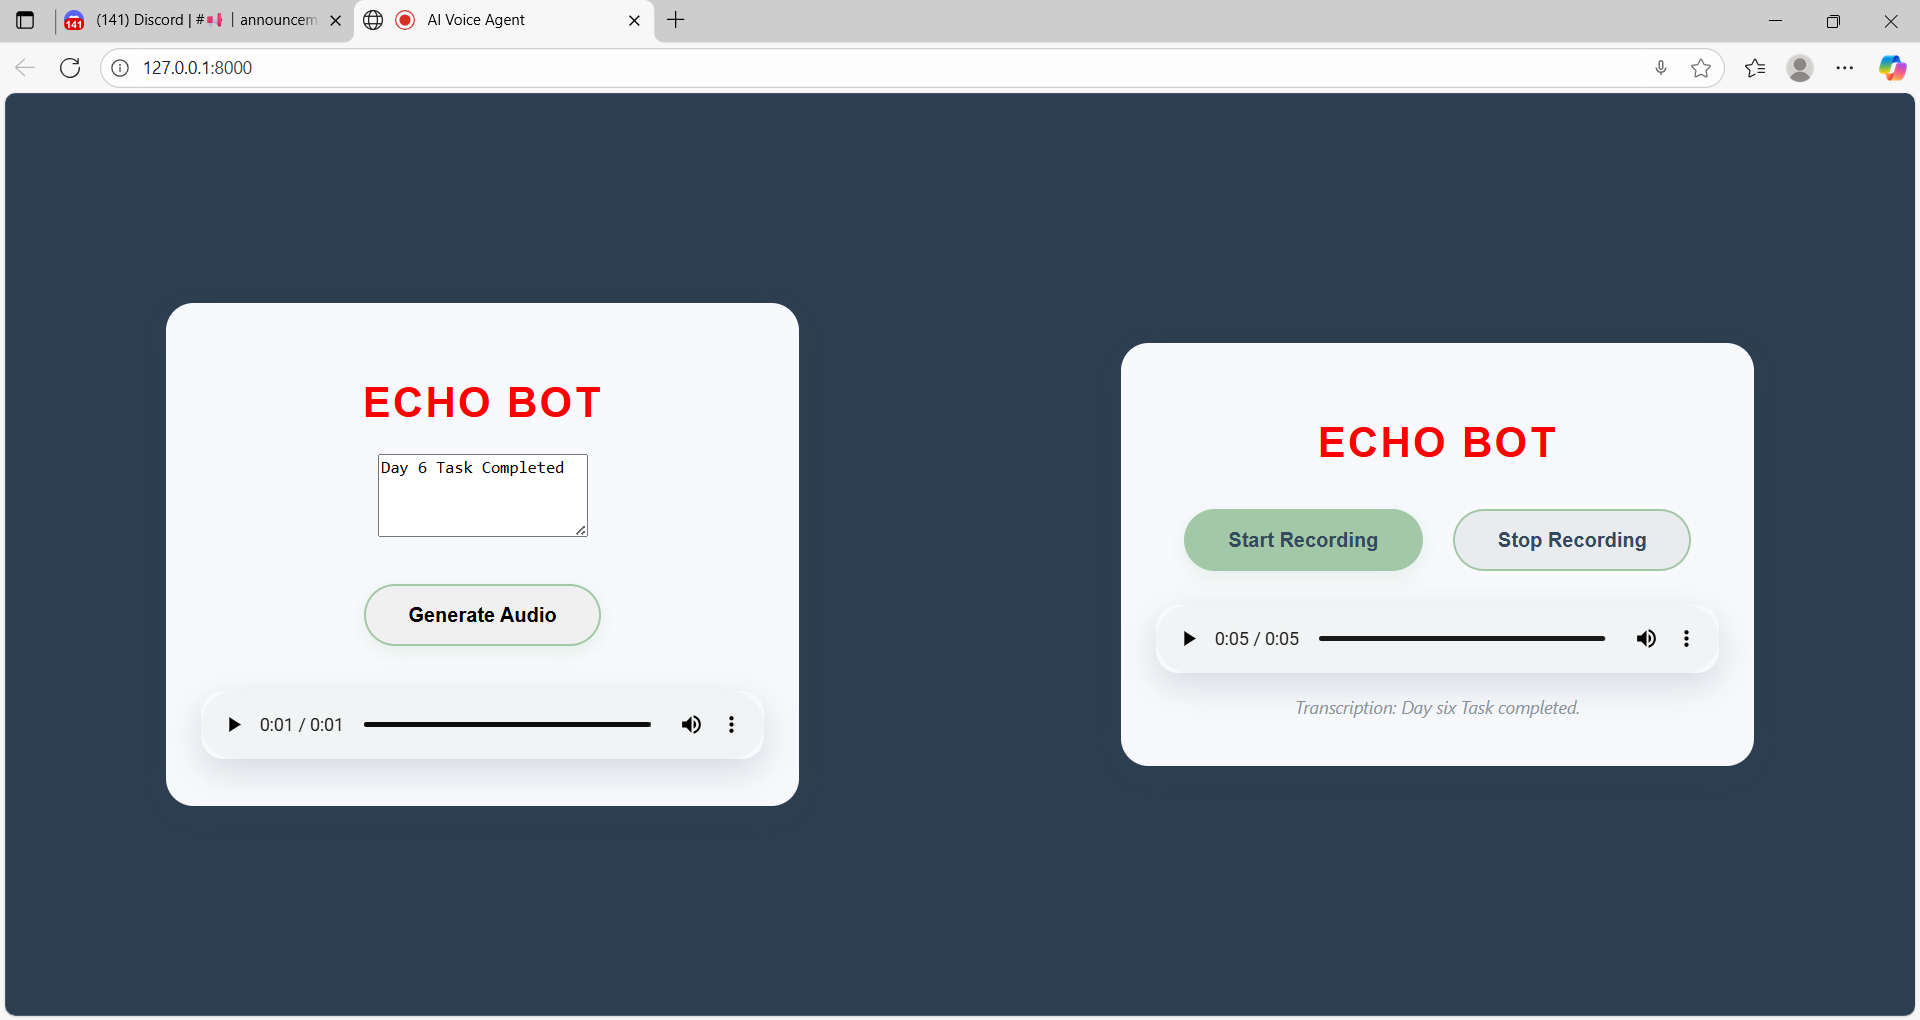 141
(141) Discord | # | announcem
AI Voice Agent
127.0.0.1:8000
ECHO BOT
Day 6 Task Completed
Generate Audio
0:01 / 0:01
ECHO BOT
Start Recording
Stop Recording
0:05 / 0:05
Transcription: Day six Task completed.